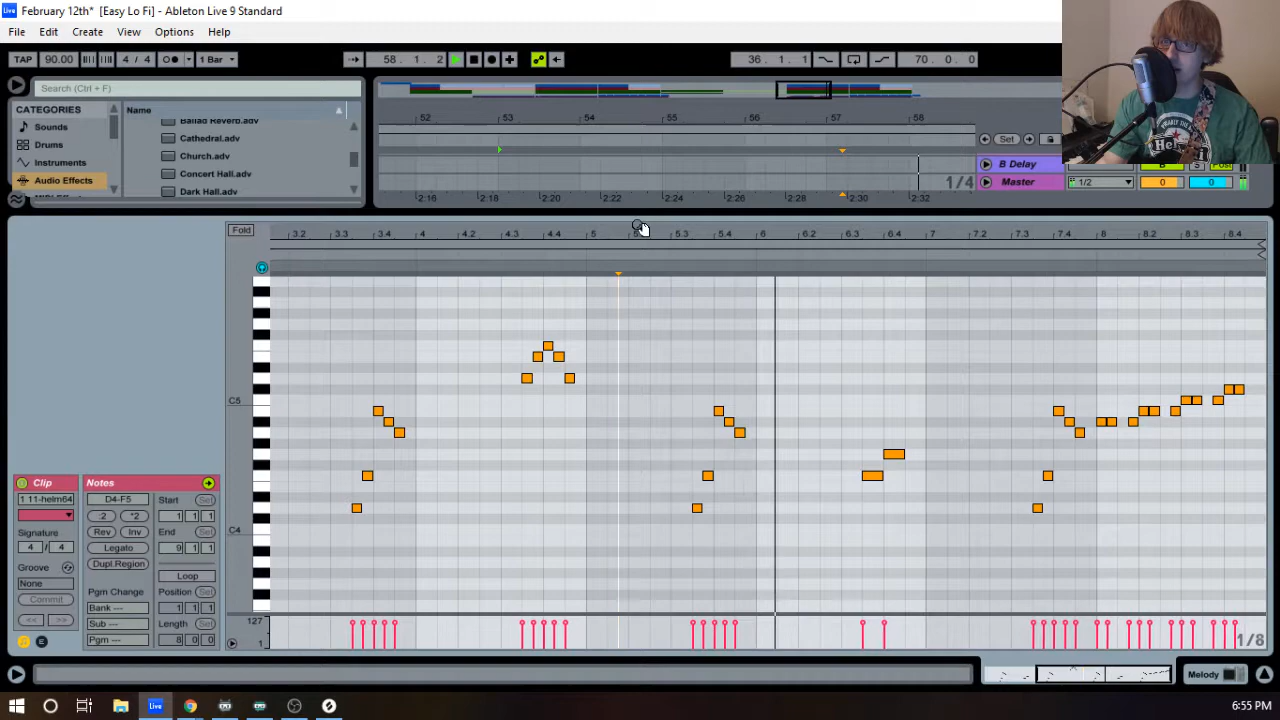 February 12th* [Easy Lo Fi] - Ableton Live 9 Standard
File Edit Create View Options Help
TAP 90.00 4 / 4 1 Bar 58. 1. 2 36. 1. 1 70. 0. 0
Search (Ctrl + F)
CATEGORIES
Sounds
Drums
Instruments
Audio Effects
Name
Ballad Reverb.adv
Cathedral.adv
Church.adv
Concert Hall.adv
Dark Hall.adv
52 53 54 55 56 57 58
Set
B Delay B S Post
1/4 Master 1/2 0 0
2:16 2:18 2:20 2:22 2:24 2:26 2:28 2:30 2:32
Fold 3.2 3.3 3.4 4 4.2 4.3 4.4 5 5.3 5.4 6 6.2 6.3 6.4 7 7.2 7.3 7.4 8 8.2 8.3 8.4
C5
C4
127
1
1/8
Clip
1 11-helm64
Signature
4 / 4
Groove
None
Commit
<< >>
Notes
D4-F5
:2 *2
Rev Inv
Legato
Dupl.Region
Pgm Change
Bank ---
Sub ---
Pgm ---
Start Set
1 1 1
End Set
9 1 1
Loop
Position Set
1 1 1
Length Set
8 0 0
Melody
Live
6:55 PM